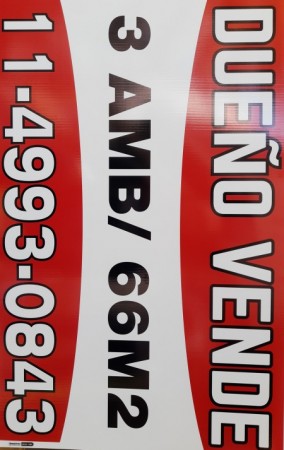 DUEÑO VENDE
3 AMB/ 66M2
11-4993-0843